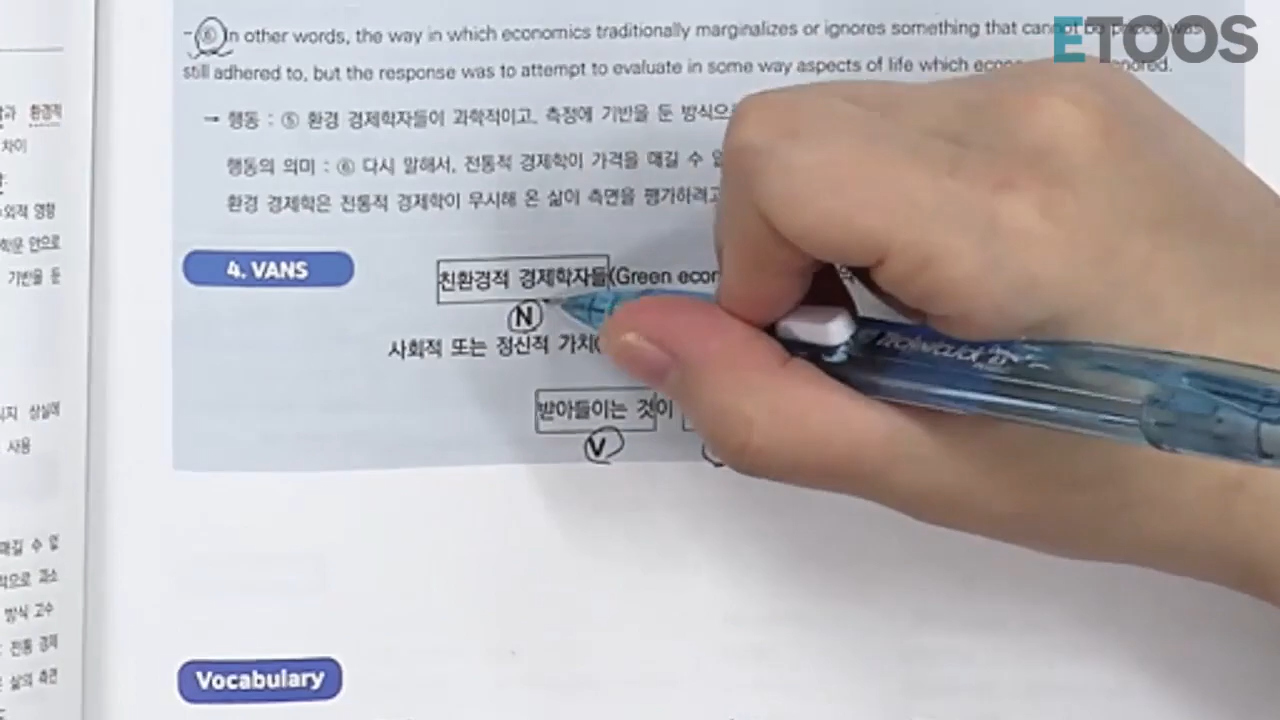 ETOOS
- ⑥ In other words, the way in which economics traditionally marginalizes or ignores something that cannot be priced was
still adhered to, but the response was to attempt to evaluate in some way aspects of life which
→ 행동 : ⑤ 환경 경제학자들이 과학적이고, 측정에 기반을 둔 방식으
행동의 의미 : ⑥ 다시 말해서, 전통적 경제학이 가격을 매길 수
환경 경제학은 전통적 경제학이 우시해 온 삶이 측면을 평가하려고
4. VANS
친환경적 경제학자들(Green econ
N
사회적 또는 정신적 가치(
받아들이는 것이
V
Vocabulary
과 환경적
차이
외적 영향
학문 안으로
기반을 둔
상실에
사용
매길 수 없
적으로 과소
방식 고수
: 전통 경제
삶의 측면